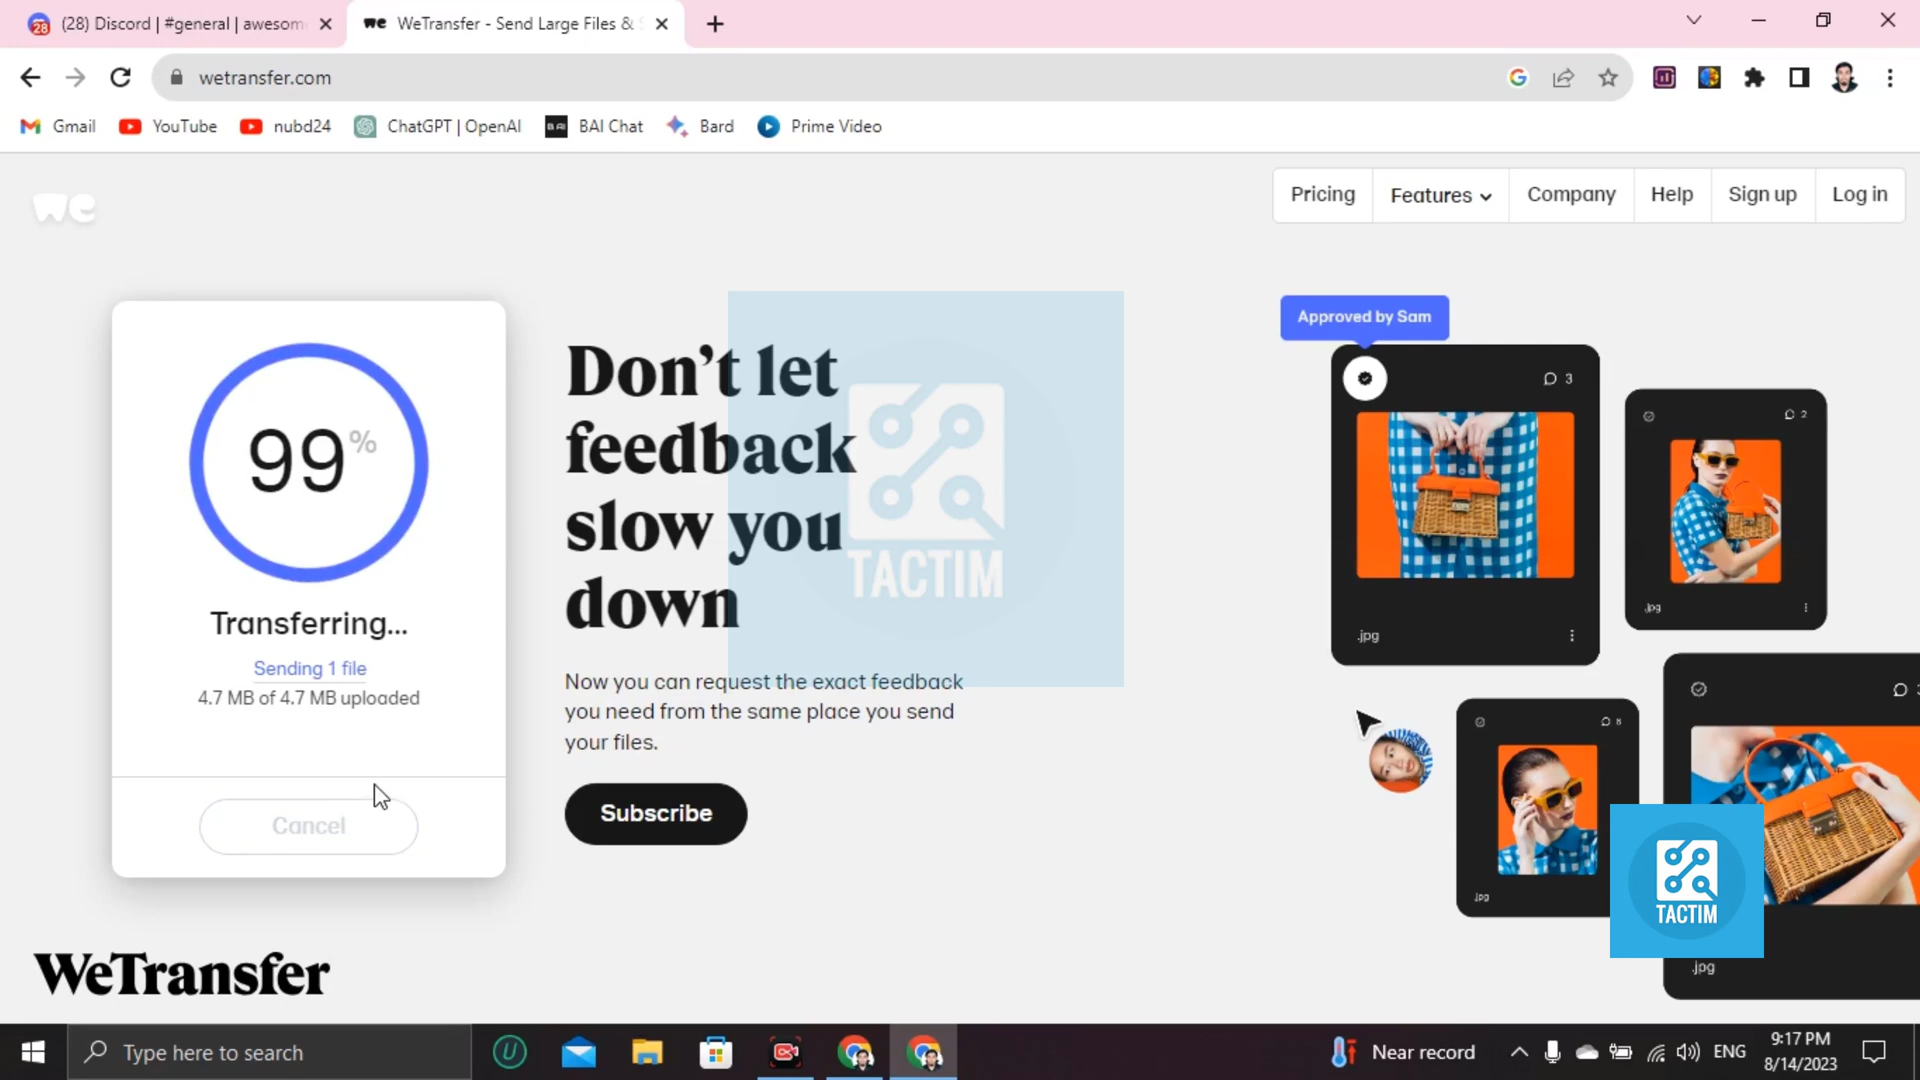 (28) Discord | #general | awesom
WeTransfer - Send Large Files &
wetransfer.com
Gmail
YouTube
nubd24
ChatGPT | OpenAI
BAI Chat
Bard
Prime Video
we
Pricing
Features
Company
Help
Sign up
Log in
99%
Transferring...
Sending 1 file
4.7 MB of 4.7 MB uploaded
Cancel
Don't let
feedback
slow you
down
Now you can request the exact feedback
you need from the same place you send
your files.
Subscribe
TACTIM
Approved by Sam
3
.jpg
2
.jpg
8
.jpg
.jpg
TACTIM
WeTransfer
Type here to search
Near record
ENG
9:17 PM
8/14/2023